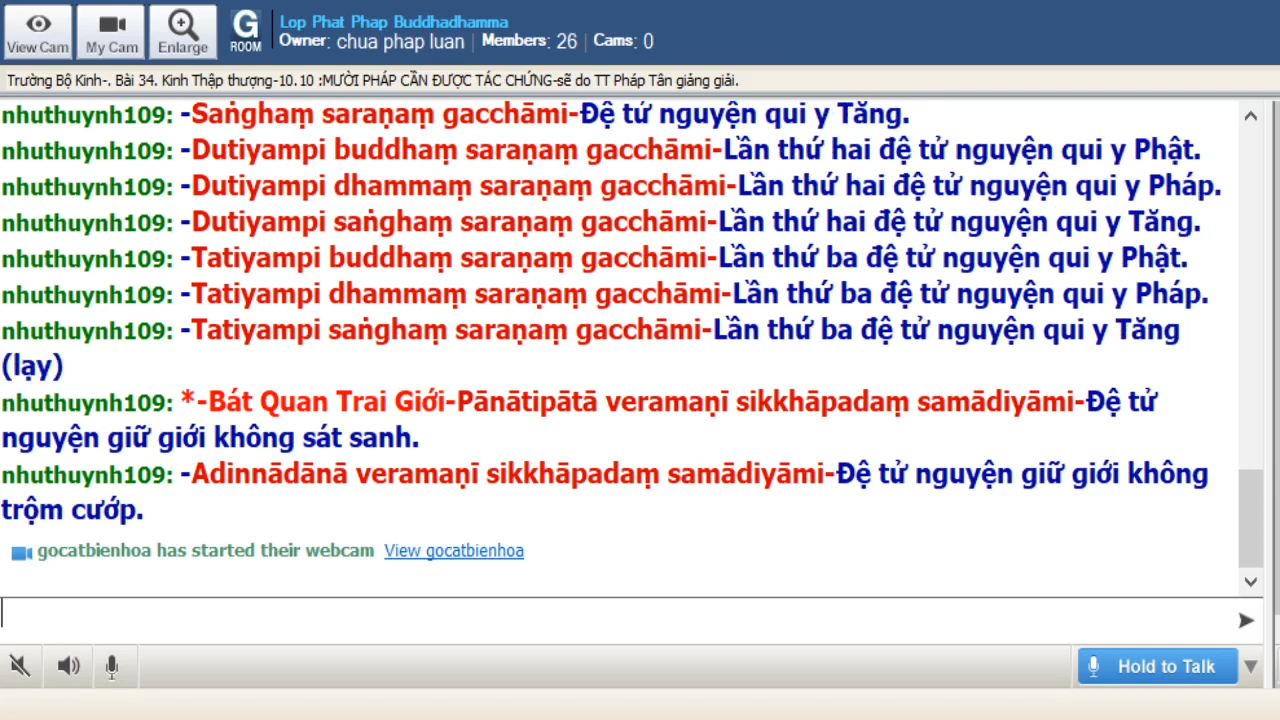 View Cam
My Cam
Enlarge
G
ROOM
Lop Phat Phap Buddhadhamma
Owner: chua phap luan | Members: 26 | Cams: 0
Trường Bộ Kinh-. Bài 34. Kinh Thập thượng-10.10 :MƯỜI PHÁP CẦN ĐƯỢC TÁC CHỨNG-sẽ do TT Pháp Tân giảng giải.
nhuthuynh109: -Saṅghaṃ saraṇaṃ gacchāmi-Đệ tứ nguyện qui y Tăng.
nhuthuynh109: -Dutiyampi buddhaṃ saraṇaṃ gacchāmi-Lần thứ hai đệ tử nguyện qui y Phật.
nhuthuynh109: -Dutiyampi dhammaṃ saraṇaṃ gacchāmi-Lần thứ hai đệ tử nguyện qui y Pháp.
nhuthuynh109: -Dutiyampi saṅghaṃ saraṇaṃ gacchāmi-Lần thứ hai đệ tử nguyện qui y Tăng.
nhuthuynh109: -Tatiyampi buddhaṃ saraṇaṃ gacchāmi-Lần thứ ba đệ tử nguyện qui y Phật.
nhuthuynh109: -Tatiyampi dhammaṃ saraṇaṃ gacchāmi-Lần thứ ba đệ tử nguyện qui y Pháp.
nhuthuynh109: -Tatiyampi saṅghaṃ saraṇaṃ gacchāmi-Lần thứ ba đệ tử nguyện qui y Tăng
(lạy)
nhuthuynh109: *-Bát Quan Trai Giới-Pānātipātā veramaṇī sikkhāpadaṃ samādiyāmi-Đệ tử
nguyện giữ giới không sát sanh.
nhuthuynh109: -Adinnādānā veramaṇī sikkhāpadaṃ samādiyāmi-Đệ tử nguyện giữ giới không
trộm cướp.
gocatbienhoa has started their webcam View gocatbienhoa
Hold to Talk